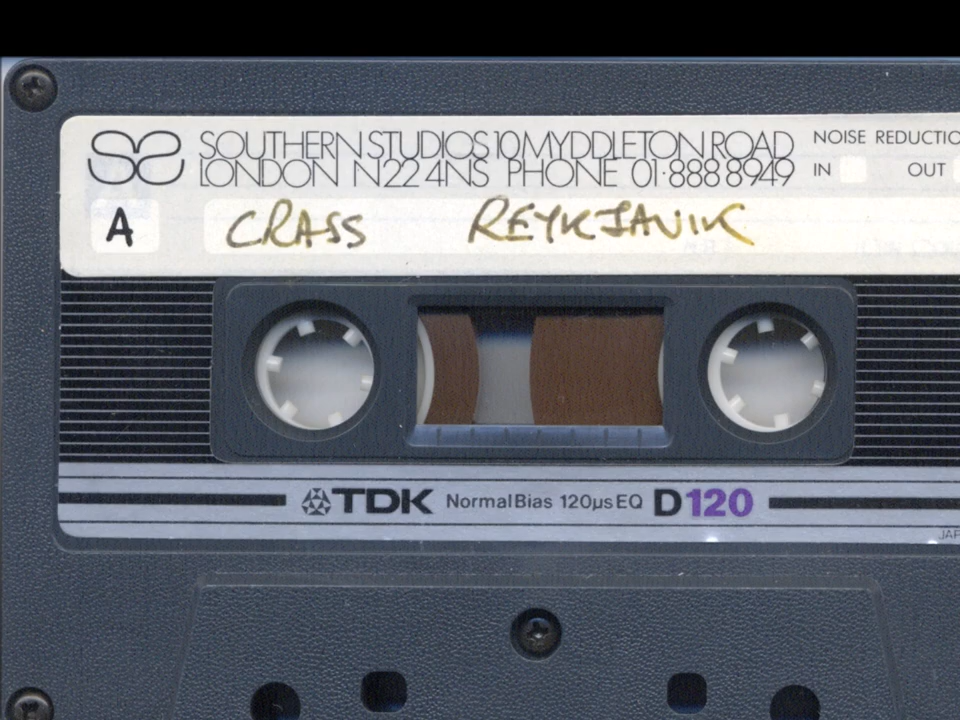 SOUTHERN STUDIOS 10 MYDDLETON ROAD
LONDON N22 4NS PHONE 01·888 8949
NOISE REDUCTIO
IN OUT
A CRASS REYKJAVIK
TDK Normal Bias 120µs EQ D120
JAP